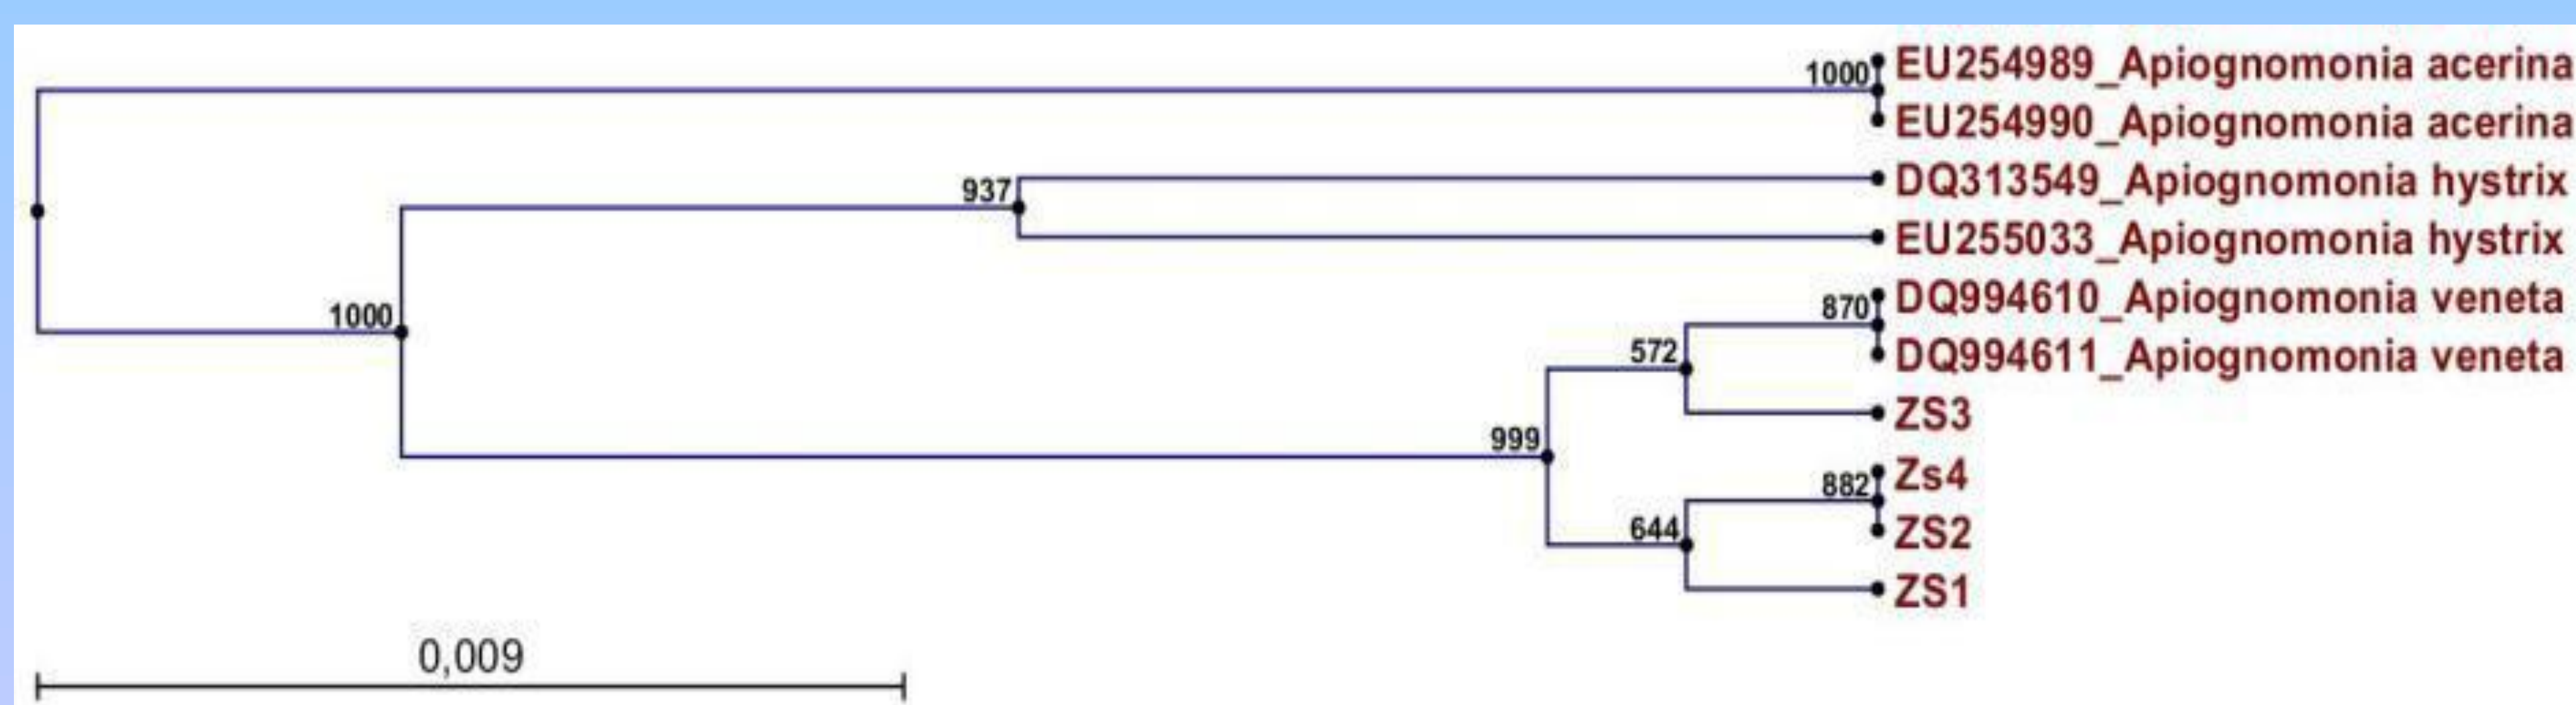 1000
EU254989_Apiognomonia acerina
EU254990_Apiognomonia acerina
937
DQ313549_Apiognomonia hystrix
EU255033_Apiognomonia hystrix
1000
870
DQ994610_Apiognomonia veneta
572
DQ994611_Apiognomonia veneta
ZS3
999
882
Zs4
644
ZS2
ZS1
0,009